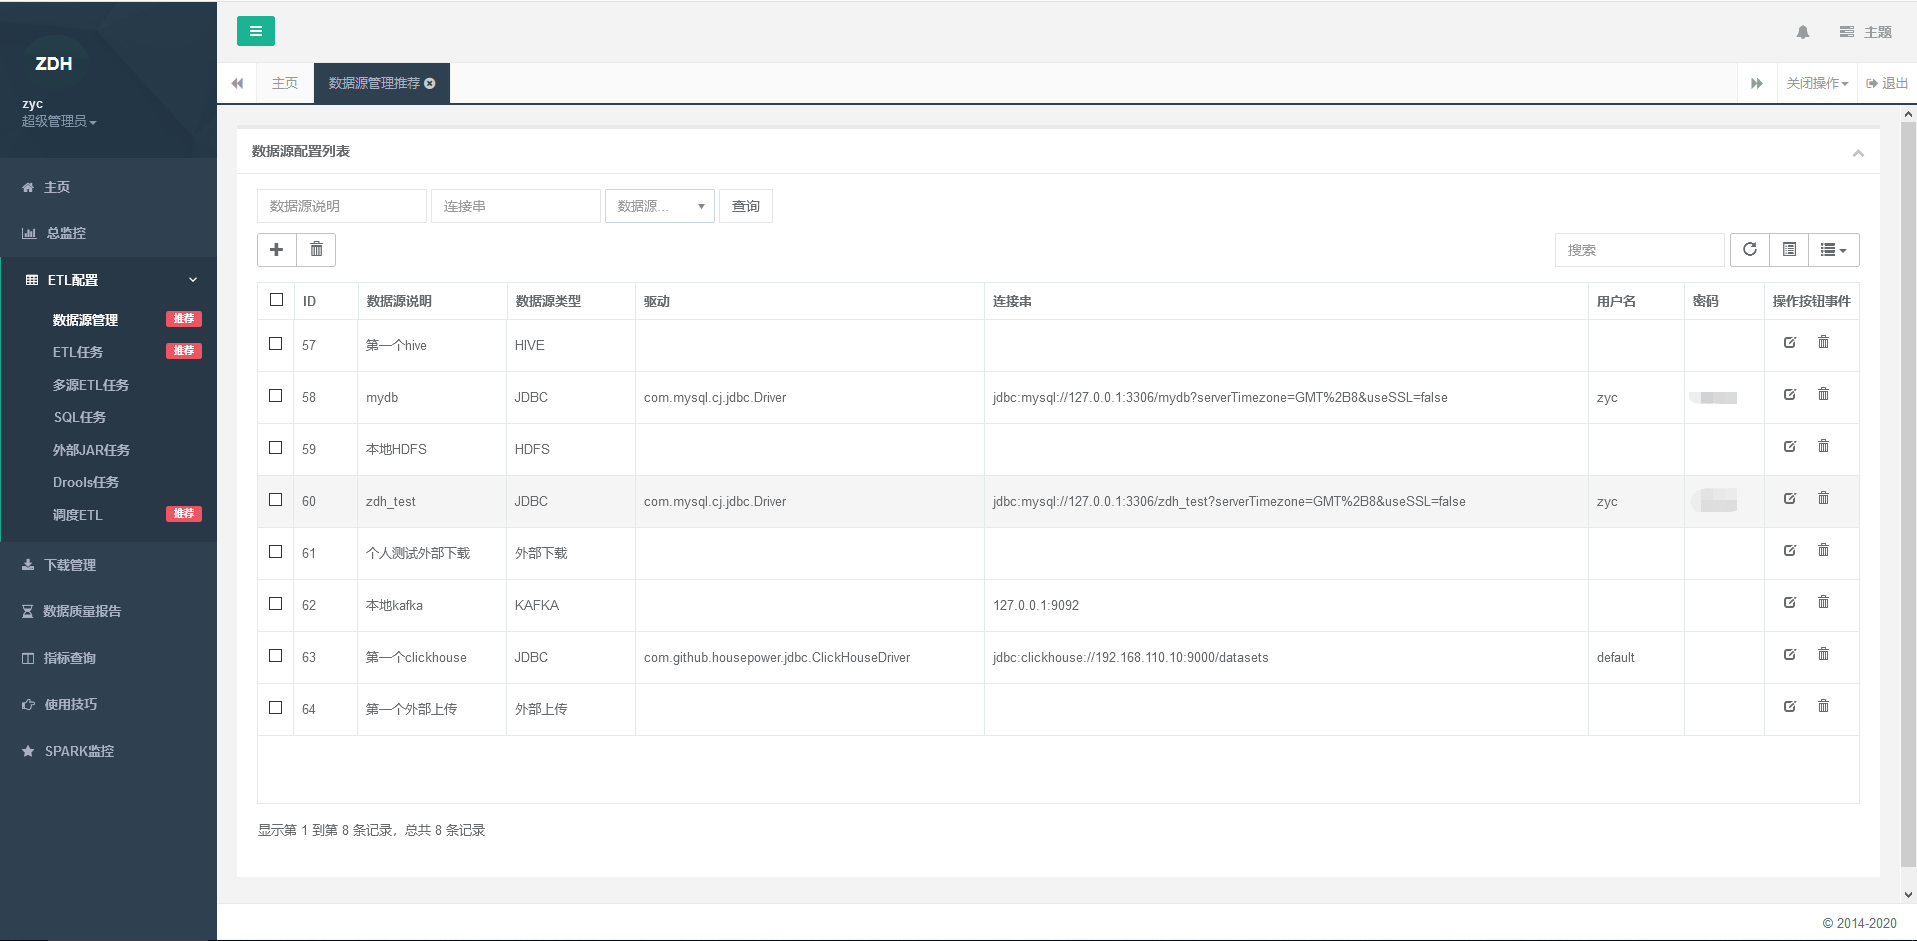 ZDH
zyc
超级管理员
主页
总监控
ETL配置
数据源管理 推荐
ETL任务 推荐
多源ETL任务
SQL任务
外部JAR任务
Drools任务
调度ETL 推荐
下载管理
数据质量报告
指标查询
使用技巧
SPARK监控
主题
主页 数据源管理推荐 关闭操作 退出
数据源配置列表
数据源说明 连接串 数据源... 查询
搜索
ID 数据源说明 数据源类型 驱动 连接串 用户名 密码 操作按钮事件
57 第一个hive HIVE
58 mydb JDBC com.mysql.cj.jdbc.Driver jdbc:mysql://127.0.0.1:3306/mydb?serverTimezone=GMT%2B8&useSSL=false zyc
59 本地HDFS HDFS
60 zdh_test JDBC com.mysql.cj.jdbc.Driver jdbc:mysql://127.0.0.1:3306/zdh_test?serverTimezone=GMT%2B8&useSSL=false zyc
61 个人测试外部下载 外部下载
62 本地kafka KAFKA 127.0.0.1:9092
63 第一个clickhouse JDBC com.github.housepower.jdbc.ClickHouseDriver jdbc:clickhouse://192.168.110.10:9000/datasets default
64 第一个外部上传 外部上传
显示第 1 到第 8 条记录，总共 8 条记录
© 2014-2020